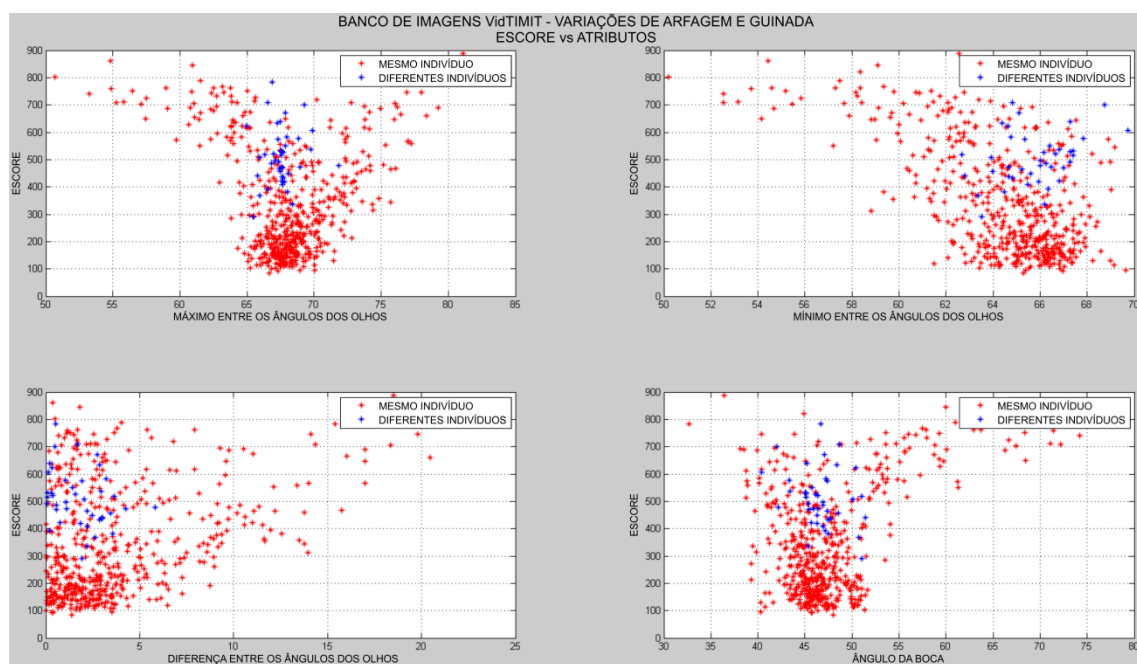 BANCO DE IMAGENS VidTIMIT - VARIAÇÕES DE ARFAGEM E GUINADA
ESCORE vs ATRIBUTOS
900
800
700
600
500
400
300
200
100
0
ESCORE
MESMO INDIVÍDUO
DIFERENTES INDIVÍDUOS
50 55 60 65 70 75 80 85
MÁXIMO ENTRE OS ÂNGULOS DOS OLHOS
900
800
700
600
500
400
300
200
100
0
ESCORE
MESMO INDIVÍDUO
DIFERENTES INDIVÍDUOS
50 52 54 56 58 60 62 64 66 68 70
MÍNIMO ENTRE OS ÂNGULOS DOS OLHOS
900
800
700
600
500
400
300
200
100
0
ESCORE
MESMO INDIVÍDUO
DIFERENTES INDIVÍDUOS
0 5 10 15 20 25
DIFERENÇA ENTRE OS ÂNGULOS DOS OLHOS
900
800
700
600
500
400
300
200
100
0
ESCORE
MESMO INDIVÍDUO
DIFERENTES INDIVÍDUOS
30 35 40 45 50 55 60 65 70 75 80
ÂNGULO DA BOCA